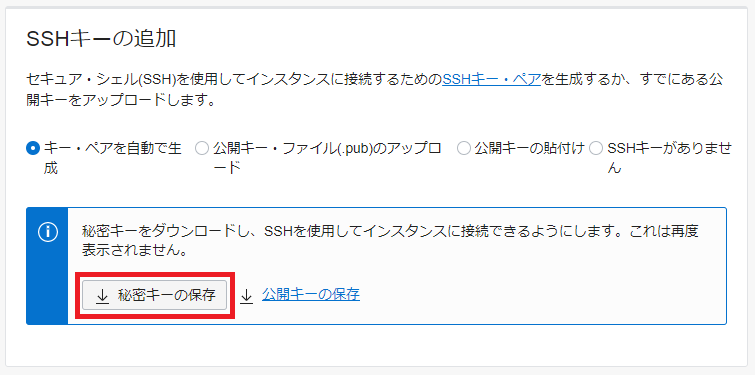 SSHキーの追加
セキュア・シェル(SSH)を使用してインスタンスに接続するためのSSHキー・ペアを生成するか、すでにある公
開キーをアップロードします。
キー・ペアを自動で生
成
公開キー・ファイル(.pub)のアップロ
ード
公開キーの貼付け
SSHキーがありませ
ん
秘密キーをダウンロードし、SSHを使用してインスタンスに接続できるようにします。これは再度
表示されません。
秘密キーの保存
公開キーの保存